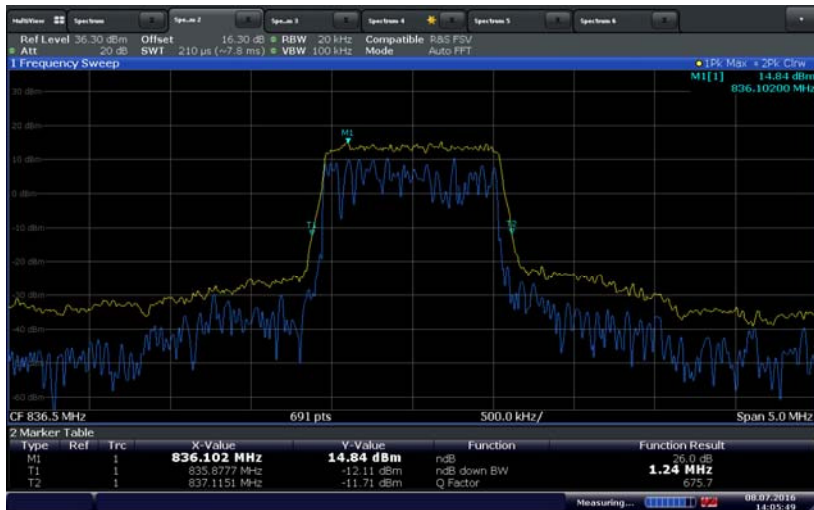 MultiView Spectrum X Spe...m 2 X Spe...m 3 X Spectrum 4 X Spectrum 5 X Spectrum 6 X
Ref Level 36.30 dBm Offset 16.30 dB RBW 20 kHz Compatible R&S FSV
Att 20 dB SWT 210 µs (~7.8 ms) VBW 100 kHz Mode Auto FFT
1 Frequency Sweep 1Pk Max 2Pk Clrw
M1[1] 14.84 dBm
836.10200 MHz
30 dBm
20 dBm
M1
10 dBm
0 dBm
T1 T2
-10 dBm
-20 dBm
-30 dBm
-40 dBm
-60 dBm
CF 836.5 MHz 691 pts 500.0 kHz/ Span 5.0 MHz
2 Marker Table
Type Ref Trc X-Value Y-Value Function Function Result
M1 1 836.102 MHz 14.84 dBm ndB 26.0 dB
T1 1 835.8777 MHz -12.11 dBm ndB down BW 1.24 MHz
T2 1 837.1151 MHz -11.71 dBm Q Factor 675.7
Measuring... 08.07.2016
14:05:49